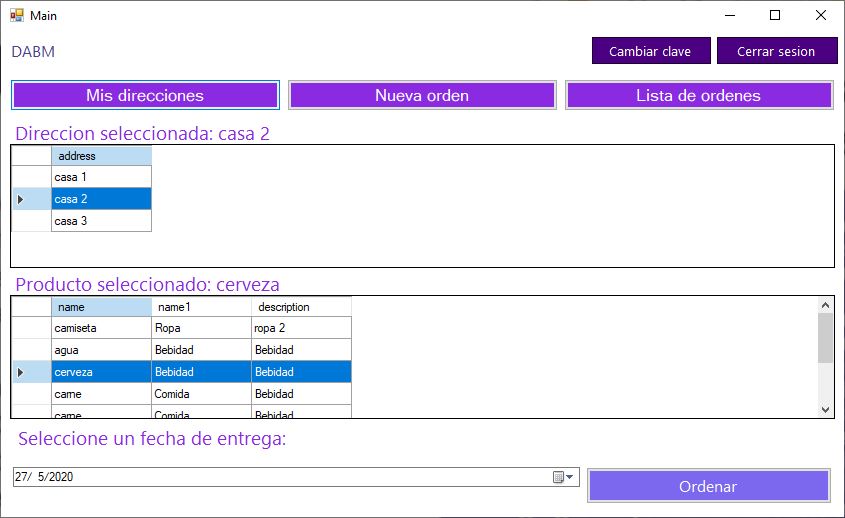 Main
DABM
Cambiar clave
Cerrar sesion
Mis direcciones
Nueva orden
Lista de ordenes
Direccion seleccionada: casa 2
address
casa 1
casa 2
casa 3
Producto seleccionado: cerveza
name name1 description
camiseta Ropa ropa 2
agua Bebidad Bebidad
cerveza Bebidad Bebidad
carne Comida Bebidad
carne Comida Bebidad
Seleccione un fecha de entrega:
27/ 5/2020
Ordenar